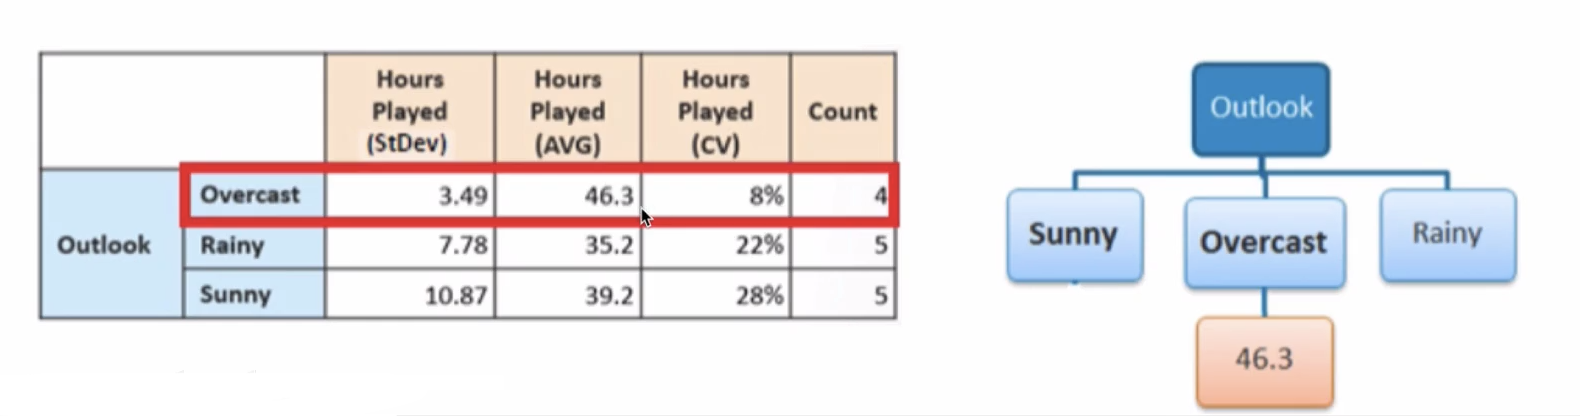 Hours Played (StDev) Hours Played (AVG) Hours Played (CV) Count
Outlook
Overcast 3.49 46.3 8% 4
Rainy 7.78 35.2 22% 5
Sunny 10.87 39.2 28% 5
Outlook
Sunny Overcast Rainy
46.3